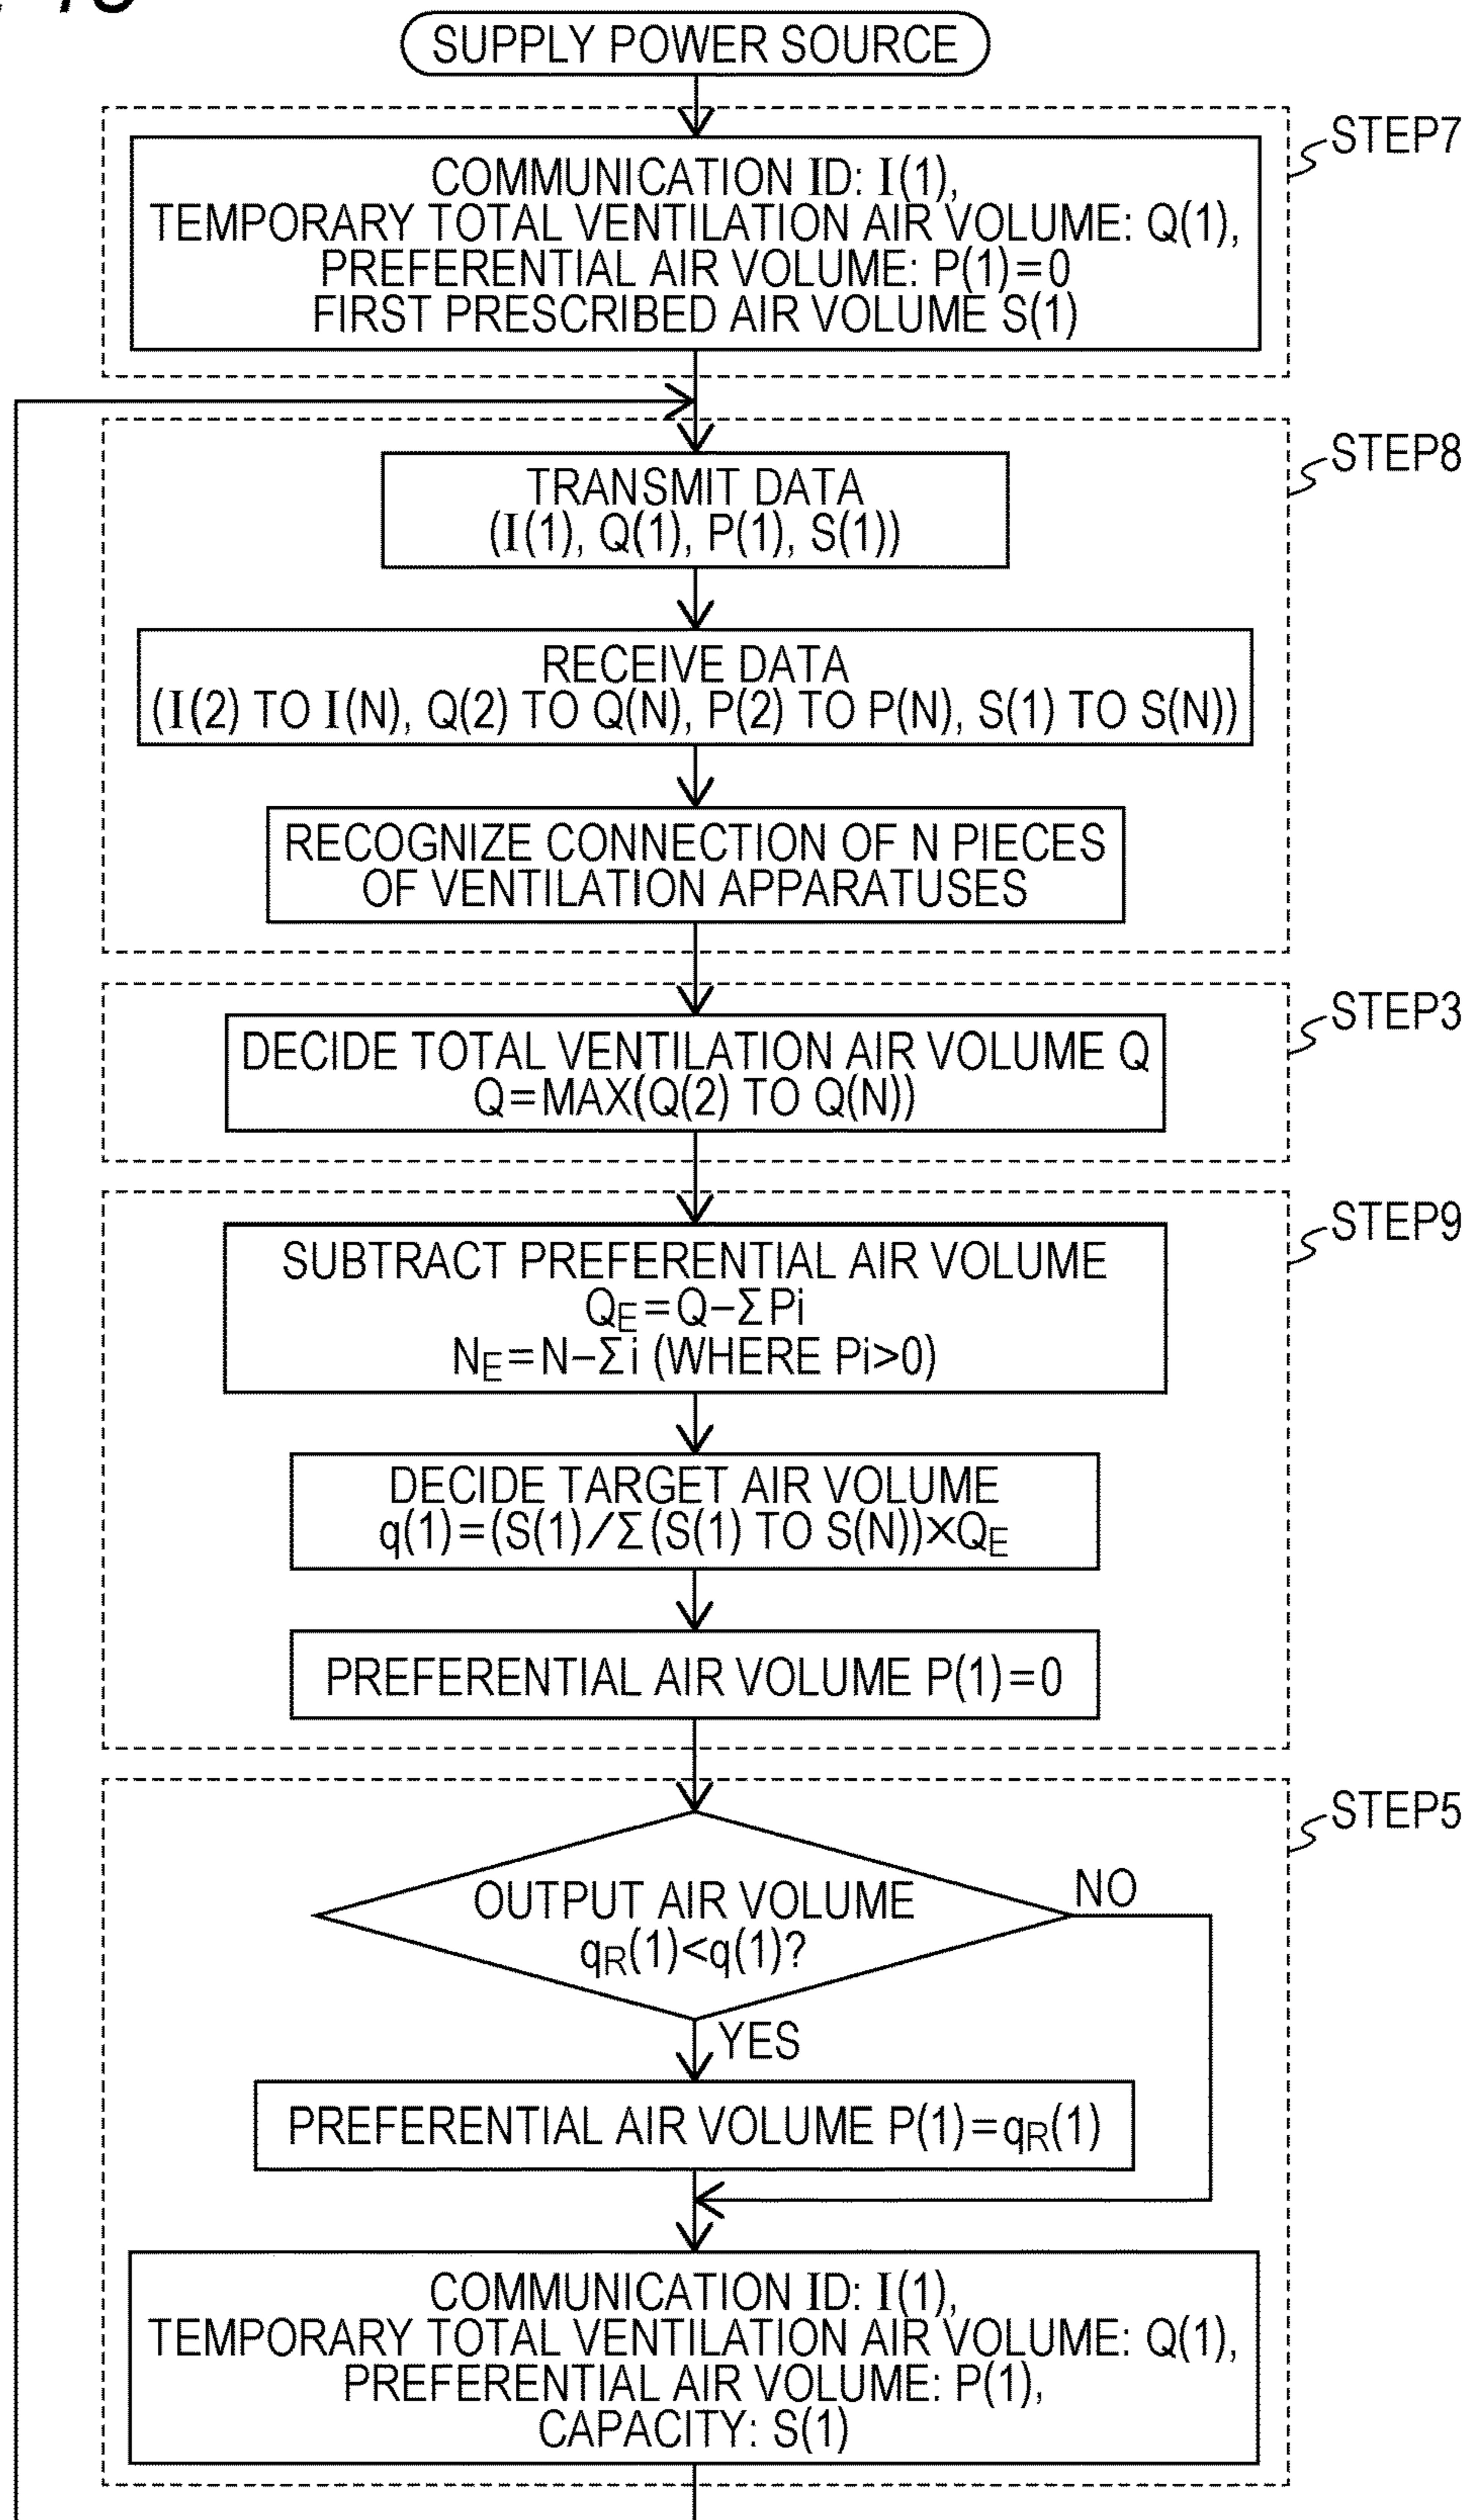 SUPPLY POWER SOURCE
STEP7
COMMUNICATION ID: I(1),
TEMPORARY TOTAL VENTILATION AIR VOLUME: Q(1),
PREFERENTIAL AIR VOLUME: P(1)=0
FIRST PRESCRIBED AIR VOLUME S(1)
STEP8
TRANSMIT DATA
(I(1), Q(1), P(1), S(1))
RECEIVE DATA
(I(2) TO I(N), Q(2) TO Q(N), P(2) TO P(N), S(1) TO S(N))
RECOGNIZE CONNECTION OF N PIECES
OF VENTILATION APPARATUSES
STEP3
DECIDE TOTAL VENTILATION AIR VOLUME Q
Q=MAX(Q(2) TO Q(N))
STEP9
SUBTRACT PREFERENTIAL AIR VOLUME
QE=Q−ΣPi
NE=N−Σi (WHERE Pi>0)
DECIDE TARGET AIR VOLUME
q(1)=(S(1)/Σ(S(1) TO S(N))×QE
PREFERENTIAL AIR VOLUME P(1)=0
STEP5
OUTPUT AIR VOLUME
qR(1)<q(1)?
NO
YES
PREFERENTIAL AIR VOLUME P(1)=qR(1)
COMMUNICATION ID: I(1),
TEMPORARY TOTAL VENTILATION AIR VOLUME: Q(1),
PREFERENTIAL AIR VOLUME: P(1),
CAPACITY: S(1)